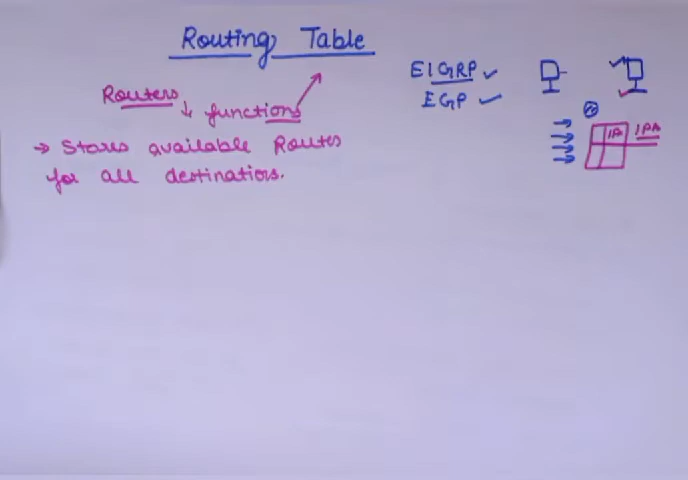 Routing Table
EIGRP
EGP
Routers
functions
→ Stores available Routes
for all destinations.
IP IPA